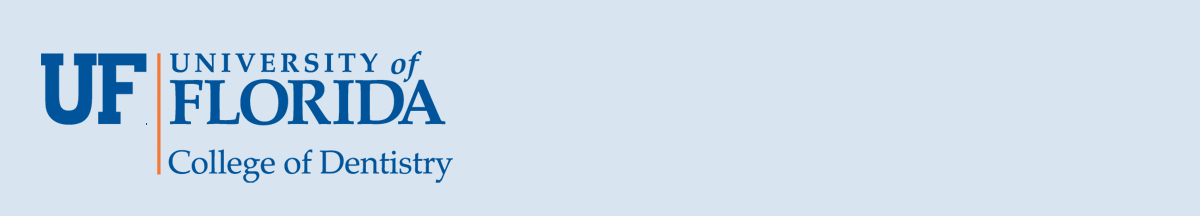 UF
UNIVERSITY of
FLORIDA
College of Dentistry